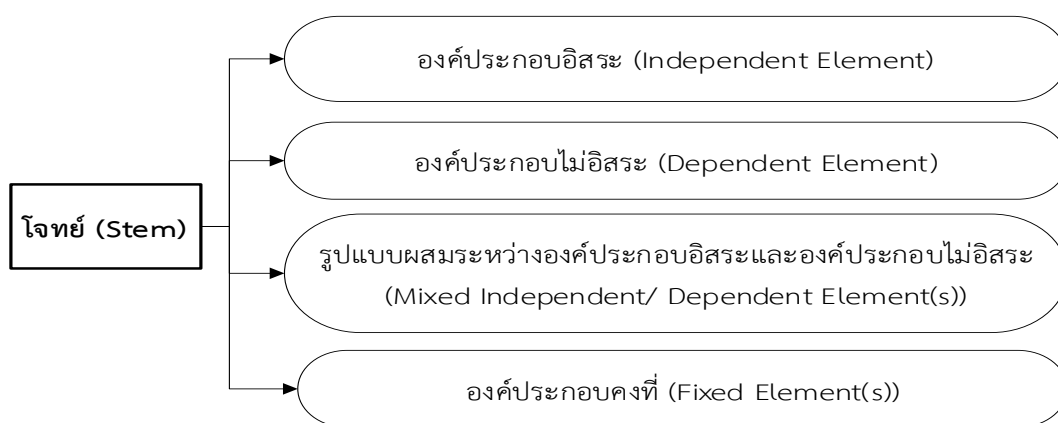 องค์ประกอบอิสระ (Independent Element)
องค์ประกอบไม่อิสระ (Dependent Element)
โจทย์ (Stem)
รูปแบบผสมระหว่างองค์ประกอบอิสระและองค์ประกอบไม่อิสระ
(Mixed Independent/ Dependent Element(s))
องค์ประกอบคงที่ (Fixed Element(s))